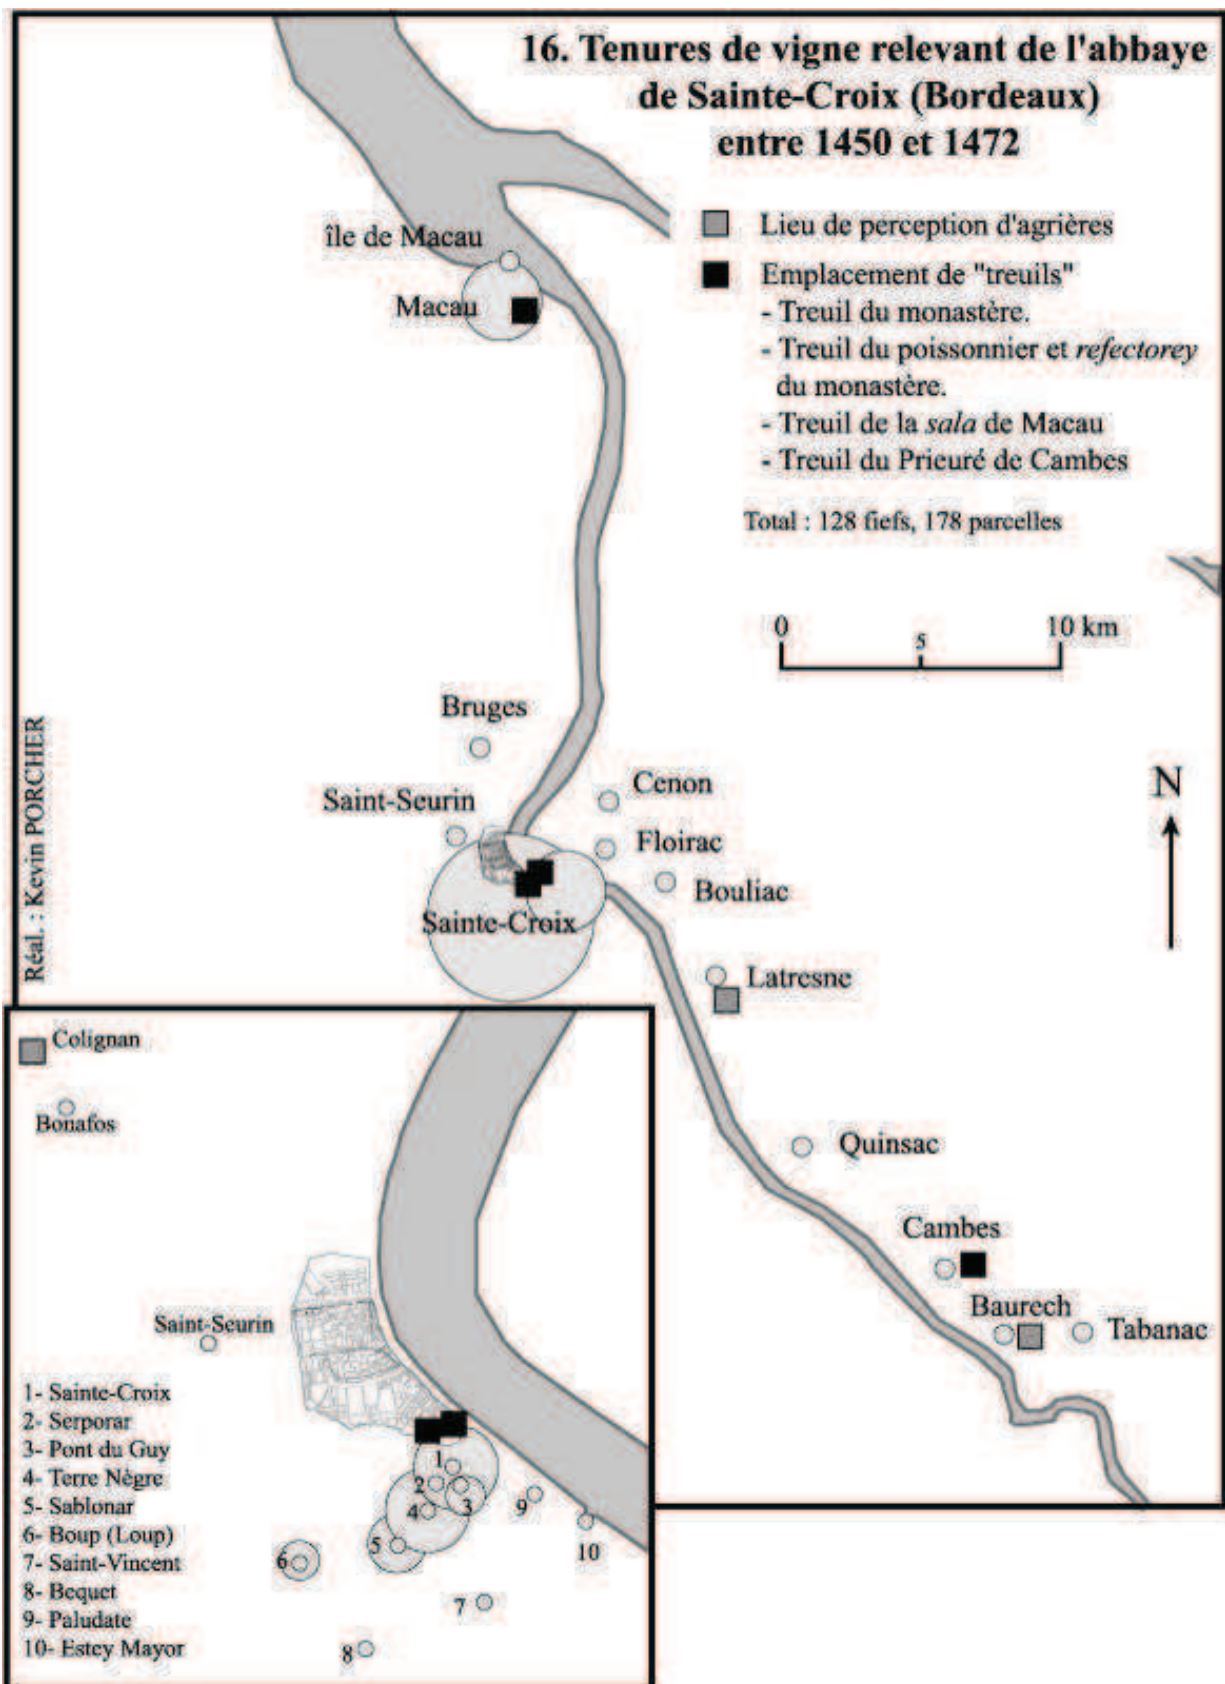 16. Tenures de vigne relevant de l'abbaye
de Sainte-Croix (Bordeaux)
entre 1450 et 1472
Lieu de perception d'agrières
Emplacement de "treuils"
- Treuil du monastère.
- Treuil du poissonnier et refectorey
du monastère.
- Treuil de la sala de Macau
- Treuil du Prieuré de Cambes
Total : 128 fiefs, 178 parcelles
0
5
10 km
N
île de Macau
Macau
Bruges
Saint-Seurin
Cenon
Floirac
Bouliac
Sainte-Croix
Latresne
Quinsac
Cambes
Baurech
Tabanac
Réal. : Kevin PORCHER
Colignan
Bonafos
Saint-Seurin
1- Sainte-Croix
2- Serporar
3- Pont du Guy
4- Terre Nègre
5- Sablonar
6- Boup (Loup)
7- Saint-Vincent
8- Bequet
9- Paludate
10- Estey Mayor
1
2
3
4
5
6
7
8
9
10